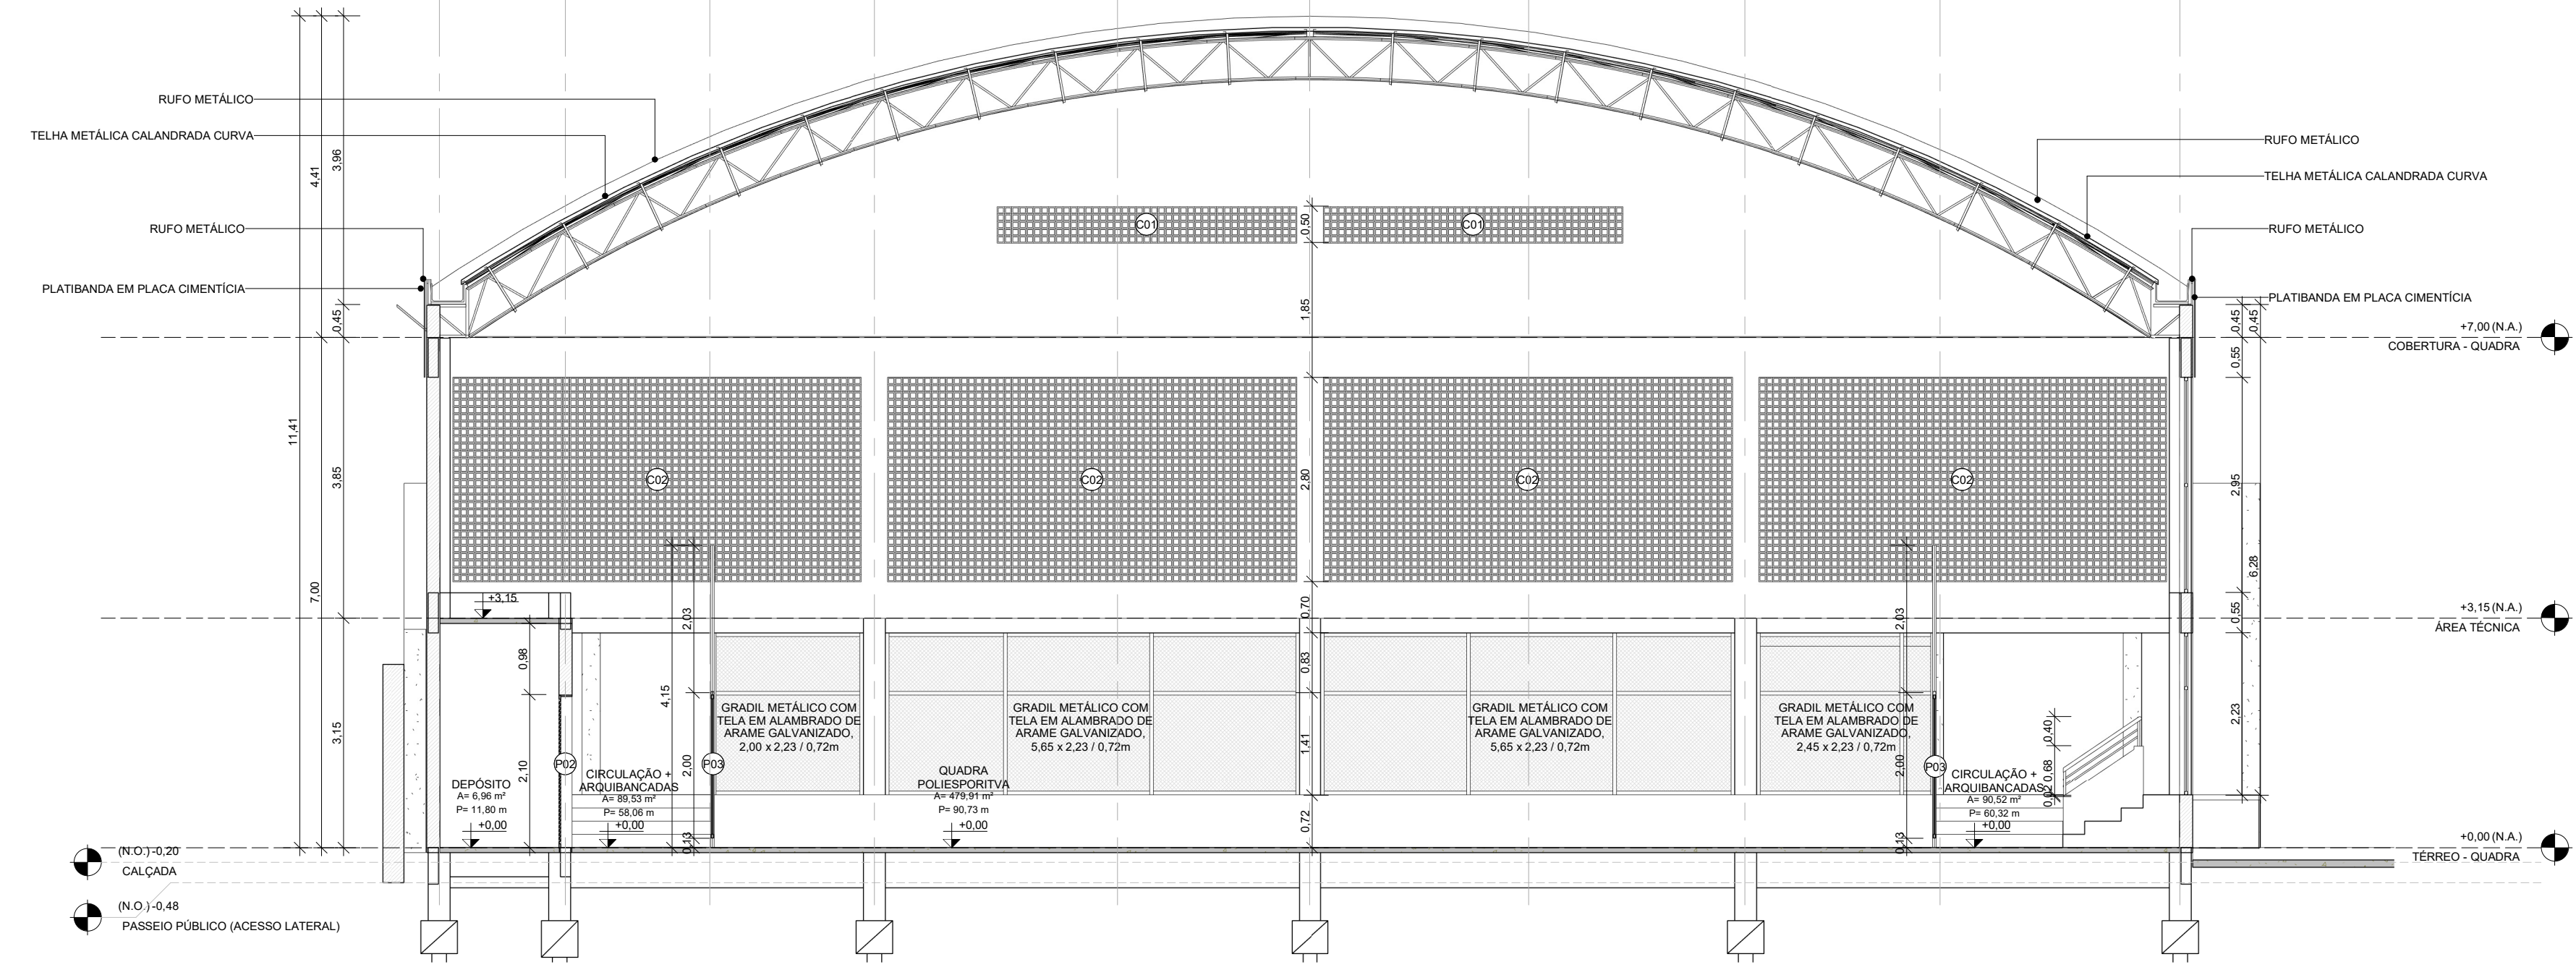 RUFO METÁLICO
TELHA METÁLICA CALANDRADA CURVA
RUFO METÁLICO
PLATIBANDA EM PLACA CIMENTÍCIA
4,41
3,96
0,45
11,41
3,85
7,00
3,15
C01
C01
0,50
1,85
RUFO METÁLICO
TELHA METÁLICA CALANDRADA CURVA
RUFO METÁLICO
PLATIBANDA EM PLACA CIMENTÍCIA
0,45
0,45
+7,00 (N.A.)
COBERTURA - QUADRA
0,55
C02
C02
C02
C02
2,80
2,95
6,28
+3,15
0,70
0,55
+3,15 (N.A.)
ÁREA TÉCNICA
2,03
2,03
0,98
4,15
0,83
2,23
GRADIL METÁLICO COM
TELA EM ALAMBRADO DE
ARAME GALVANIZADO,
2,00 x 2,23 / 0,72m
GRADIL METÁLICO COM
TELA EM ALAMBRADO DE
ARAME GALVANIZADO,
5,65 x 2,23 / 0,72m
GRADIL METÁLICO COM
TELA EM ALAMBRADO DE
ARAME GALVANIZADO,
5,65 x 2,23 / 0,72m
GRADIL METÁLICO COM
TELA EM ALAMBRADO DE
ARAME GALVANIZADO,
2,45 x 2,23 / 0,72m
1,41
0,40
0,68
0,02
2,10
P02
2,00
P03
2,00
P03
DEPÓSITO
A= 6,96 m²
P= 11,80 m
+0,00
CIRCULAÇÃO +
ARQUIBANCADAS
A= 89,53 m²
P= 58,06 m
+0,00
0,13
QUADRA
POLIESPORITVA
A= 479,91 m²
P= 90,73 m
+0,00
0,72
0,13
CIRCULAÇÃO +
ARQUIBANCADAS
A= 90,52 m²
P= 60,32 m
+0,00
+0,00 (N.A.)
TÉRREO - QUADRA
(N.O.) -0,20
CALÇADA
(N.O.) -0,48
PASSEIO PÚBLICO (ACESSO LATERAL)